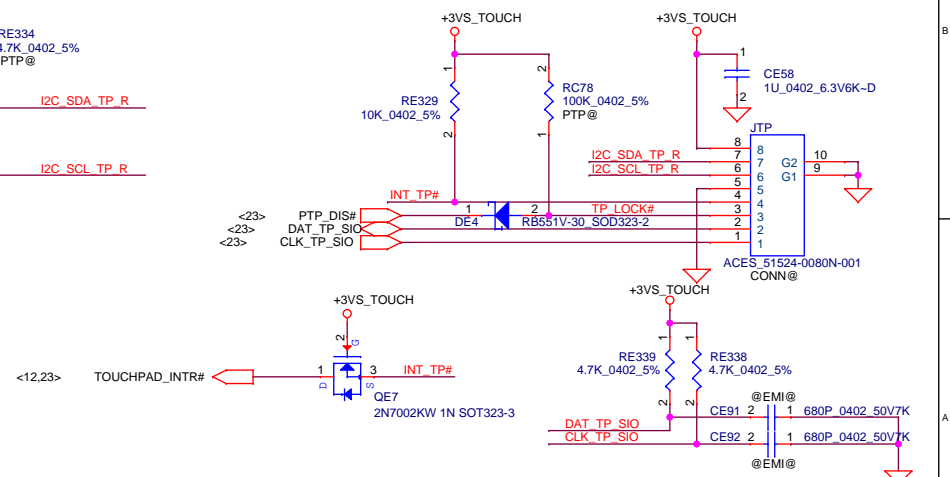 +3VS_TOUCH
+3VS_TOUCH
B
RE334
4.7K_0402_5%
PTP@
1
2
1
RE329
10K_0402_5%
RC78
100K_0402_5%
PTP@
CE58
1U_0402_6.3V6K~D
2
2
1
I2C_SDA_TP_R
JTP
8
8
I2C_SDA_TP_R
7
7
G2
10
I2C_SCL_TP_R
I2C_SCL_TP_R
6
6
G1
9
5
5
INT_TP#
4
4
<23>
PTP_DIS#
1
2
TP_LOCK#
3
3
<23>
DAT_TP_SIO
DE4
RB551V-30_SOD323-2
2
2
<23>
CLK_TP_SIO
1
1
ACES_51524-0080N-001
CONN@
+3VS_TOUCH
+3VS_TOUCH
2
G
1
1
RE339
4.7K_0402_5%
RE338
4.7K_0402_5%
<12,23>
TOUCHPAD_INTR#
1
D
S
3
INT_TP#
QE7
2N7002KW 1N SOT323-3
2
2
@EMI@
CE91
2
1
680P_0402_50V7K
A
DAT_TP_SIO
CLK_TP_SIO
CE92
2
1
680P_0402_50V7K
@EMI@